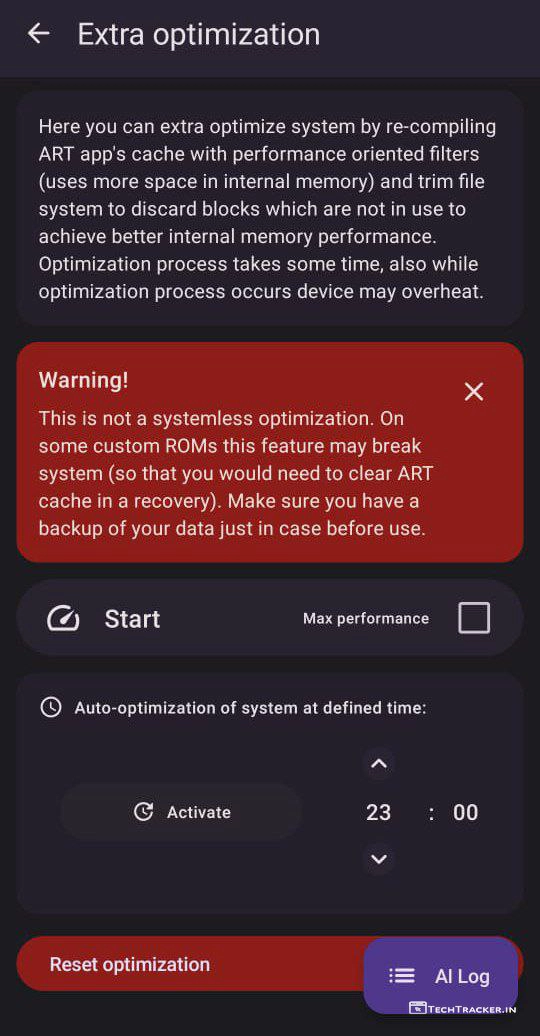 Extra optimization
Here you can extra optimize system by re-compiling
ART app's cache with performance oriented filters
(uses more space in internal memory) and trim file
system to discard blocks which are not in use to
achieve better internal memory performance.
Optimization process takes some time, also while
optimization process occurs device may overheat.
Warning!
This is not a systemless optimization. On
some custom ROMs this feature may break
system (so that you would need to clear ART
cache in a recovery). Make sure you have a
backup of your data just in case before use.
Start Max performance
Auto-optimization of system at defined time:
Activate 23 : 00
Reset optimization
AI Log
TECHTRACKER.IN